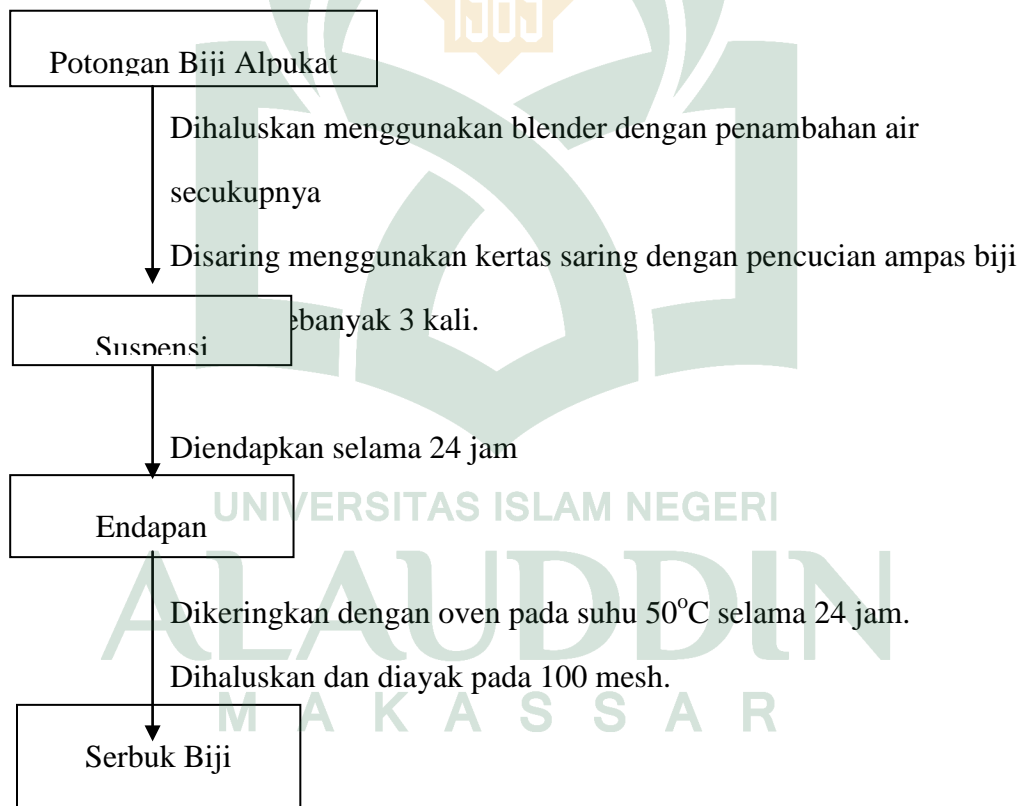 Potongan Biji Alpukat
Dihaluskan menggunakan blender dengan penambahan air
secukupnya
Disaring menggunakan kertas saring dengan pencucian ampas biji
ebanyak 3 kali.
Suspensi
Diendapkan selama 24 jam
UNIVERSITAS ISLAM NEGERI
Endapan
ALAUDDIN
Dikeringkan dengan oven pada suhu 50°C selama 24 jam.
Dihaluskan dan diayak pada 100 mesh.
MAKASSAR
Serbuk Biji